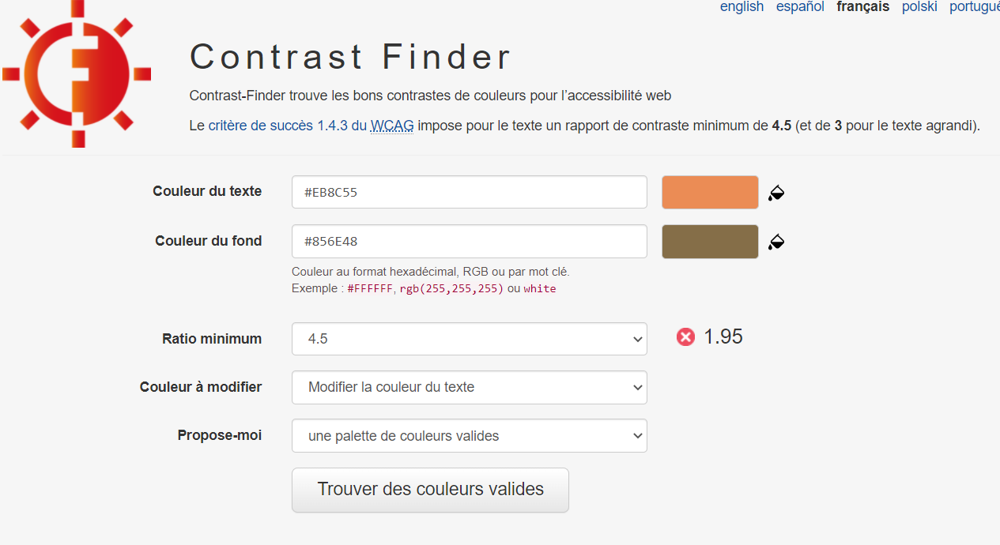 english español français polski portugué
Contrast Finder
Contrast-Finder trouve les bons contrastes de couleurs pour l’accessibilité web
Le critère de succès 1.4.3 du WCAG impose pour le texte un rapport de contraste minimum de 4.5 (et de 3 pour le texte agrandi).
Couleur du texte #EB8C55
Couleur du fond #856E48
Couleur au format hexadécimal, RGB ou par mot clé.
Exemple : #FFFFFF, rgb(255,255,255) ou white
Ratio minimum 4.5 1.95
Couleur à modifier Modifier la couleur du texte
Propose-moi une palette de couleurs valides
Trouver des couleurs valides